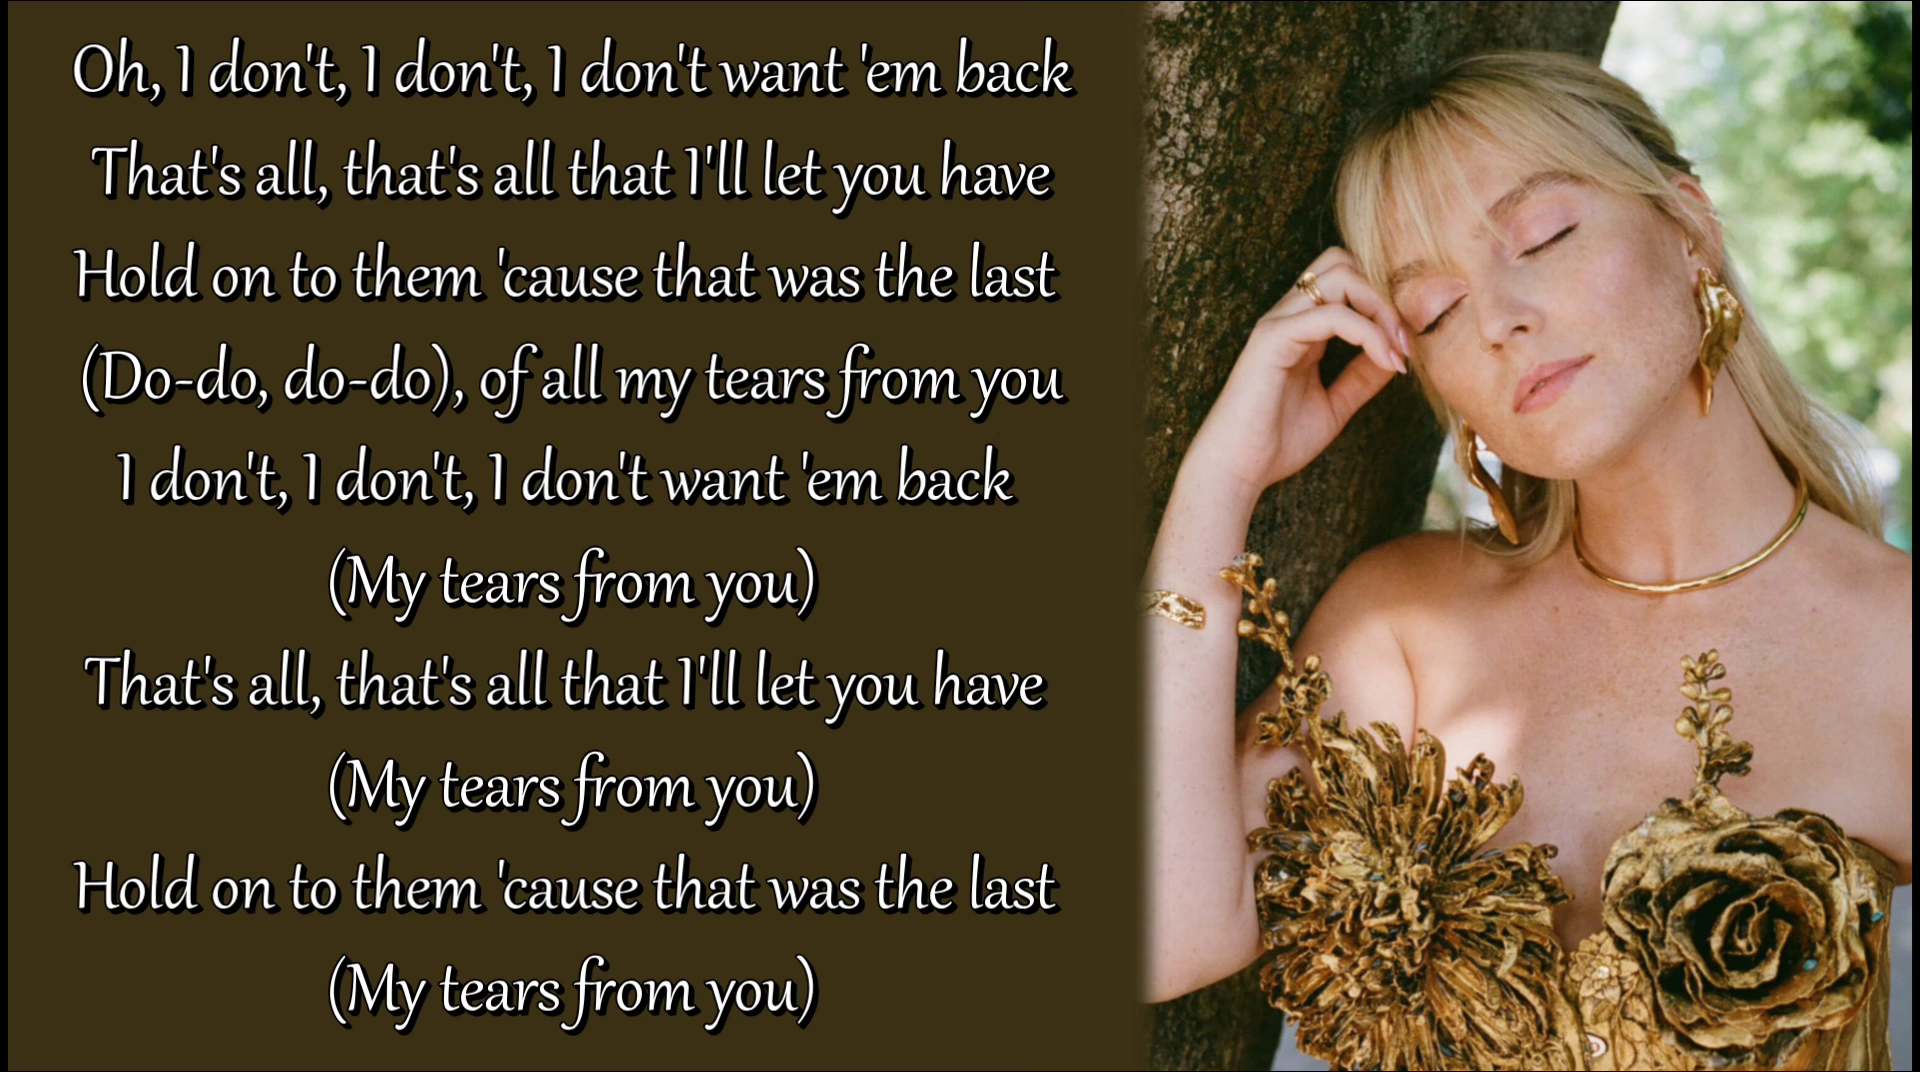 Oh, I don't, I don't, I don't want 'em back
That's all, that's all that I'll let you have
Hold on to them 'cause that was the last
(Do-do, do-do), of all my tears from you
I don't, I don't, I don't want 'em back
(My tears from you)
That's all, that's all that I'll let you have
(My tears from you)
Hold on to them 'cause that was the last
(My tears from you)